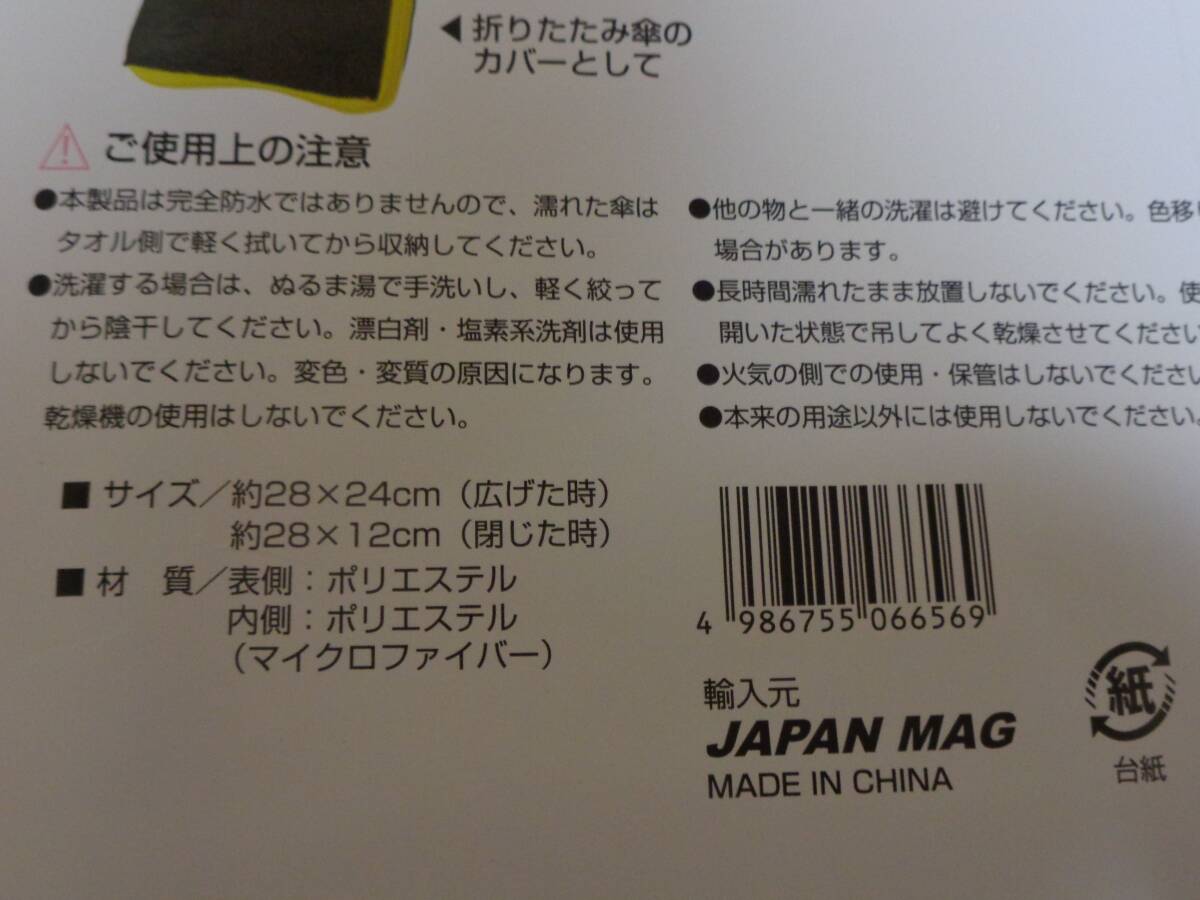 ◀折りたたみ傘の
カバーとして
ご使用上の注意
●本製品は完全防水ではありませんので、濡れた傘は
タオル側で軽く拭いてから収納してください。
●洗濯する場合は、ぬるま湯で手洗いし、軽く絞って
から陰干してください。漂白剤・塩素系洗剤は使用
しないでください。変色・変質の原因になります。
乾燥機の使用はしないでください。
●他の物と一緒の洗濯は避けてください。色移り
場合があります。
●長時間濡れたまま放置しないでください。使
開いた状態で吊してよく乾燥させてください
●火気の側での使用・保管はしないでください
●本来の用途以外には使用しないでください。
■ サイズ／約28×24cm（広げた時）
約28×12cm（閉じた時）
■ 材 質／表側：ポリエステル
内側：ポリエステル
（マイクロファイバー）
4 986755 066569
輸入元
JAPAN MAG
MADE IN CHINA
紙
台紙